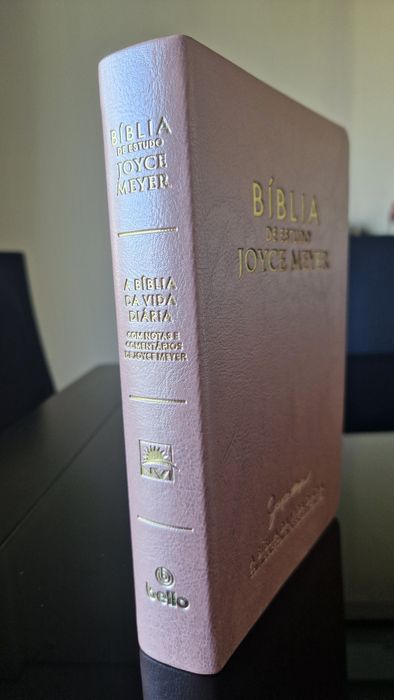 BÍBLIA
DE ESTUDO
JOYCE
MEYER
A BÍBLIA
DA VIDA
DIÁRIA
COM NOTAS E
COMENTÁRIOS
DE JOYCE MEYER
NVI
b
bello
BÍBLIA
DE ESTUDO
JOYCE MEYER